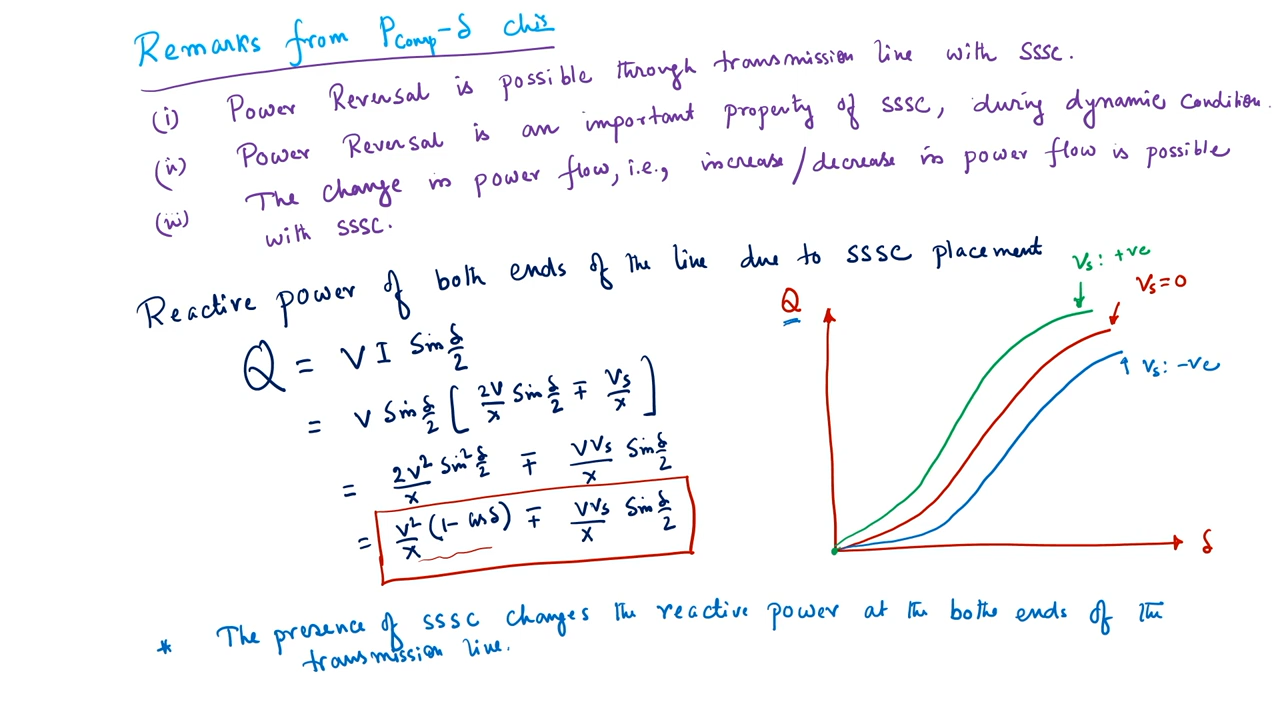 Remarks from P_Comp-δ chis
(i) Power Reversal is possible through transmission line with SSSC.
(ii) Power Reversal is an important property of SSSC, during dynamic condition.
(iii) The change in power flow, i.e., increase/decrease in power flow is possible
with SSSC.
Reactive power of both ends of the line due to SSSC placement
Q = V I Sin δ/2
= V Sin δ/2 [ 2V/x Sin δ/2 ∓ Vs/x ]
= 2V²/x Sin² δ/2 ∓ VVs/x Sin δ/2
= V²/x (1 - cos δ) ∓ VVs/x Sin δ/2
Q
Vs: +ve
Vs = 0
Vs: -ve
δ
* The presence of SSSC changes the reactive power at the bothe ends of the
transmission line.